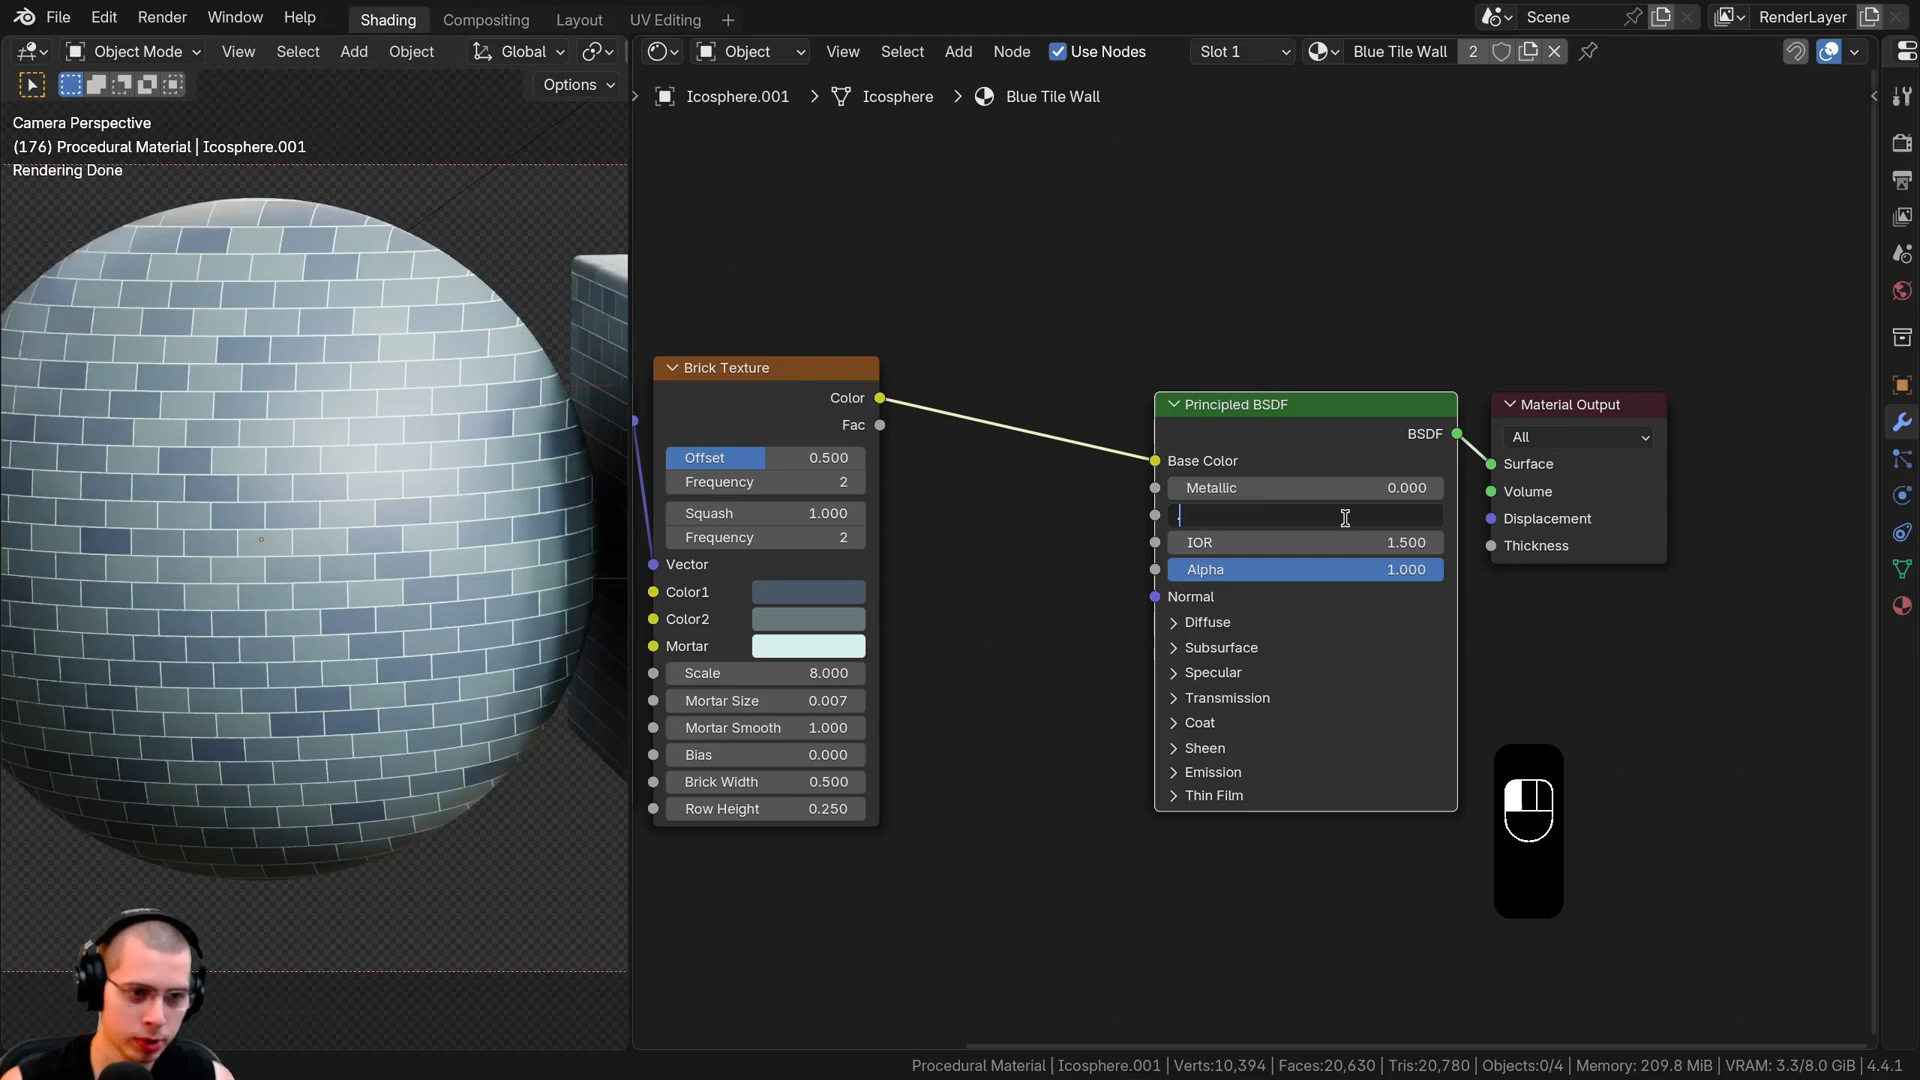 File Edit Render Window Help Shading Compositing Layout UV Editing Scene RenderLayer
Object Mode View Select Add Object Global Object View Select Add Node Use Nodes Slot 1 Blue Tile Wall 2
Options
Icosphere.001 Icosphere Blue Tile Wall
Camera Perspective
(176) Procedural Material | Icosphere.001
Rendering Done
Brick Texture
Color
Fac
Offset 0.500
Frequency 2
Squash 1.000
Frequency 2
Vector
Color1
Color2
Mortar
Scale 8.000
Mortar Size 0.007
Mortar Smooth 1.000
Bias 0.000
Brick Width 0.500
Row Height 0.250
Principled BSDF
BSDF
Base Color
Metallic 0.000
.
IOR 1.500
Alpha 1.000
Normal
Diffuse
Subsurface
Specular
Transmission
Coat
Sheen
Emission
Thin Film
Material Output
All
Surface
Volume
Displacement
Thickness
Procedural Material | Icosphere.001 | Verts:10,394 | Faces:20,630 | Tris:20,780 | Objects:0/4 | Memory: 209.8 MiB | VRAM: 3.3/8.0 GiB | 4.4.1